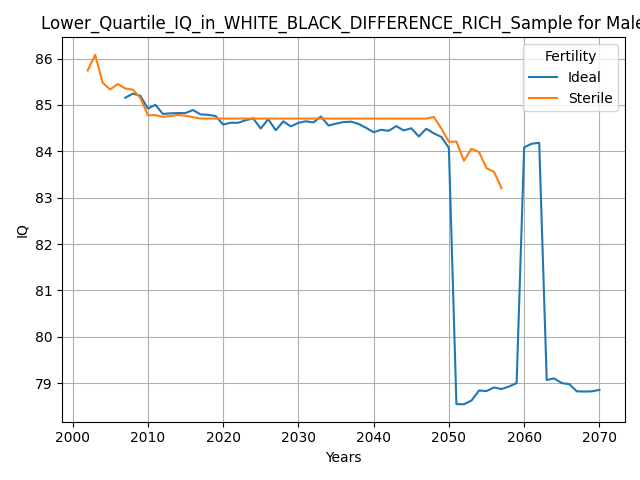 Lower_Quartile_IQ_in_WHITE_BLACK_DIFFERENCE_RICH_Sample for Male
Fertility
Ideal
Sterile
IQ
86
85
84
83
82
81
80
79
2000 2010 2020 2030 2040 2050 2060 2070
Years